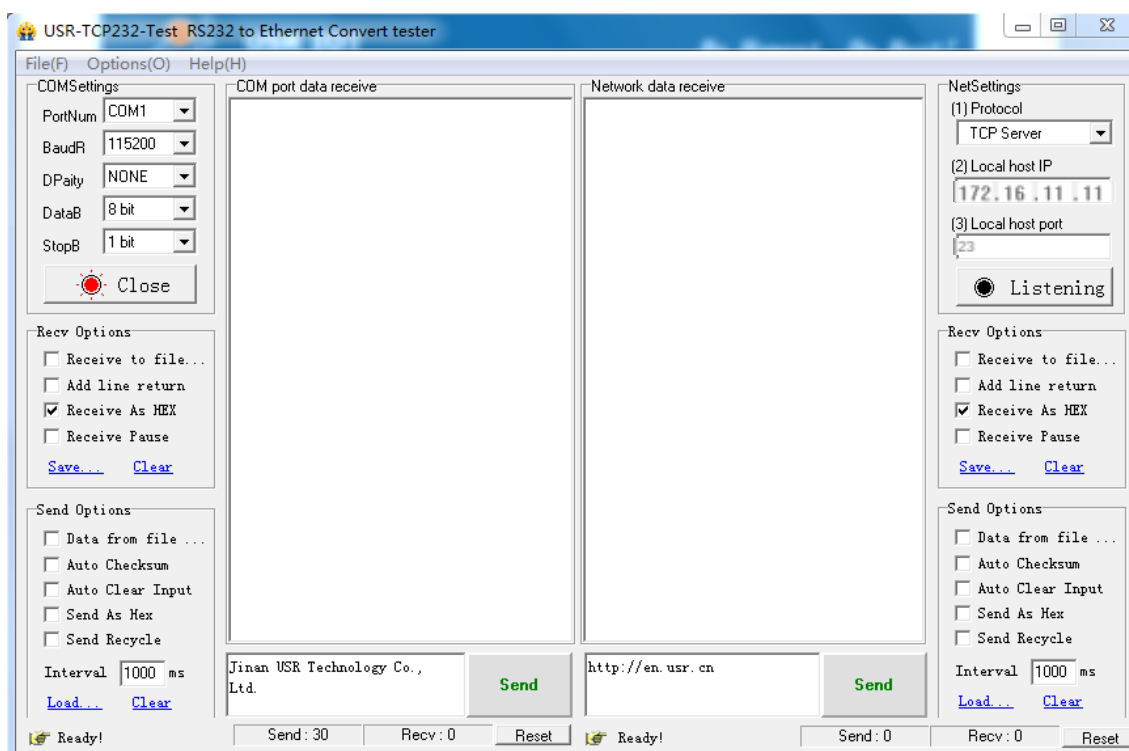 USR-TCP232-Test RS232 to Ethernet Convert tester
File(F) Options(O) Help(H)
COMSettings
PortNum COM1
BaudR 115200
DPaity NONE
DataB 8 bit
StopB 1 bit
Close
Recv Options
Receive to file...
Add line return
Receive As HEX
Receive Pause
Save... Clear
Send Options
Data from file ...
Auto Checksum
Auto Clear Input
Send As Hex
Send Recycle
Interval 1000 ms
Load... Clear
Ready!
COM port data receive
Jinan USR Technology Co.,
Ltd.
Send
Send : 30 Recv : 0 Reset
Network data receive
http://en.usr.cn
Send
Ready!
Send : 0 Recv : 0 Reset
NetSettings
(1) Protocol
TCP Server
(2) Local host IP
172.16.11.11
(3) Local host port
23
Listening
Recv Options
Receive to file...
Add line return
Receive As HEX
Receive Pause
Save... Clear
Send Options
Data from file ...
Auto Checksum
Auto Clear Input
Send As Hex
Send Recycle
Interval 1000 ms
Load... Clear